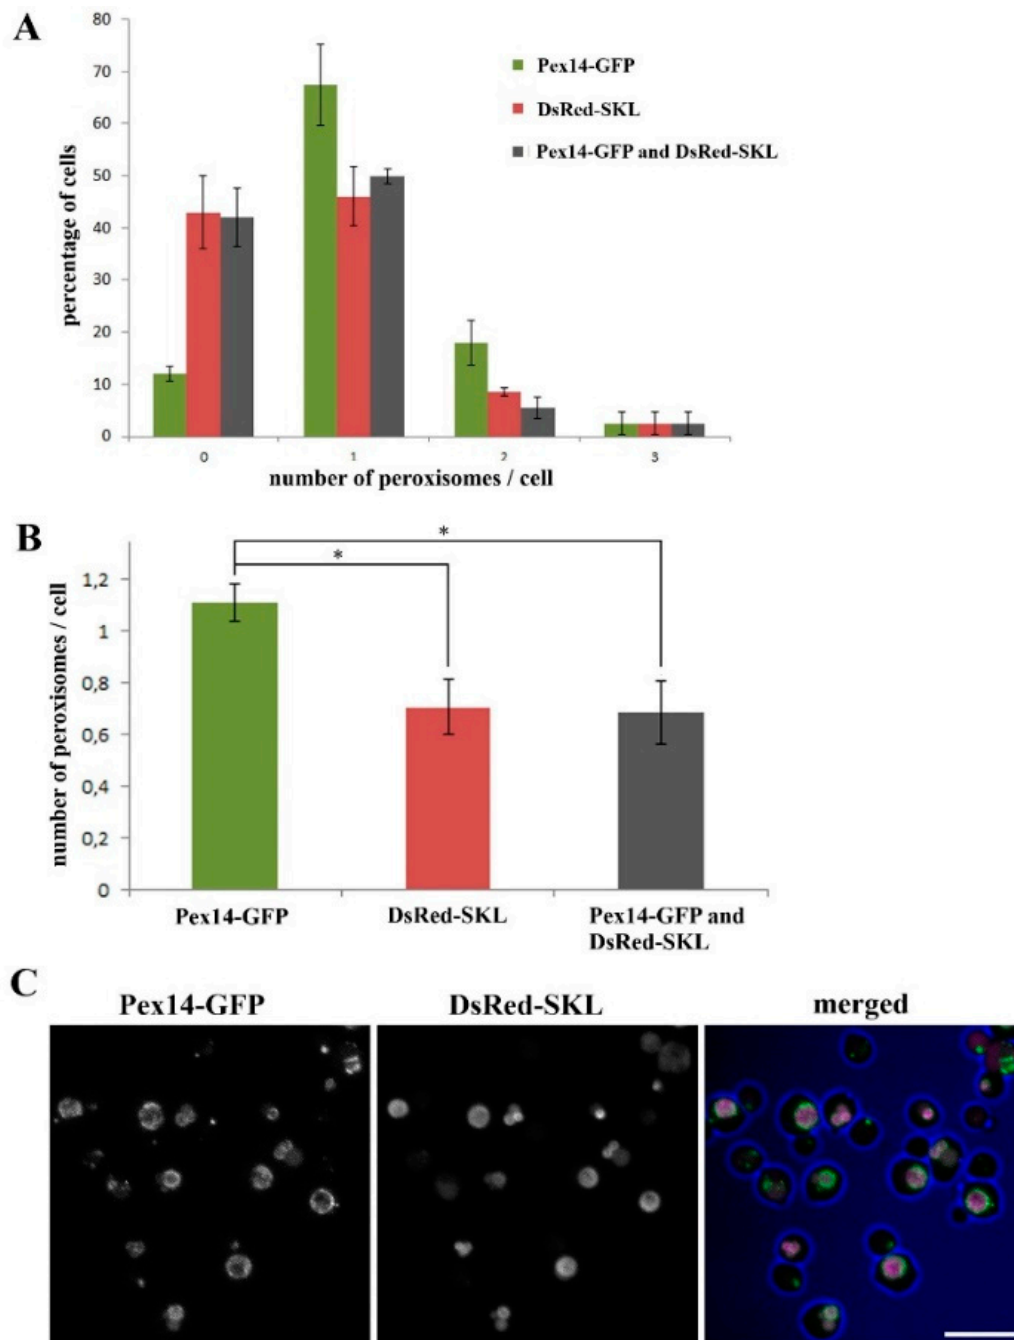 A
80
70
60
50
40
30
20
10
0
percentage of cells
Pex14-GFP
DsRed-SKL
Pex14-GFP and DsRed-SKL
0 1 2 3
number of peroxisomes / cell
B
*
*
1,2
1
0,8
0,6
0,4
0,2
0
number of peroxisomes / cell
Pex14-GFP
DsRed-SKL
Pex14-GFP and
DsRed-SKL
C
Pex14-GFP
DsRed-SKL
merged